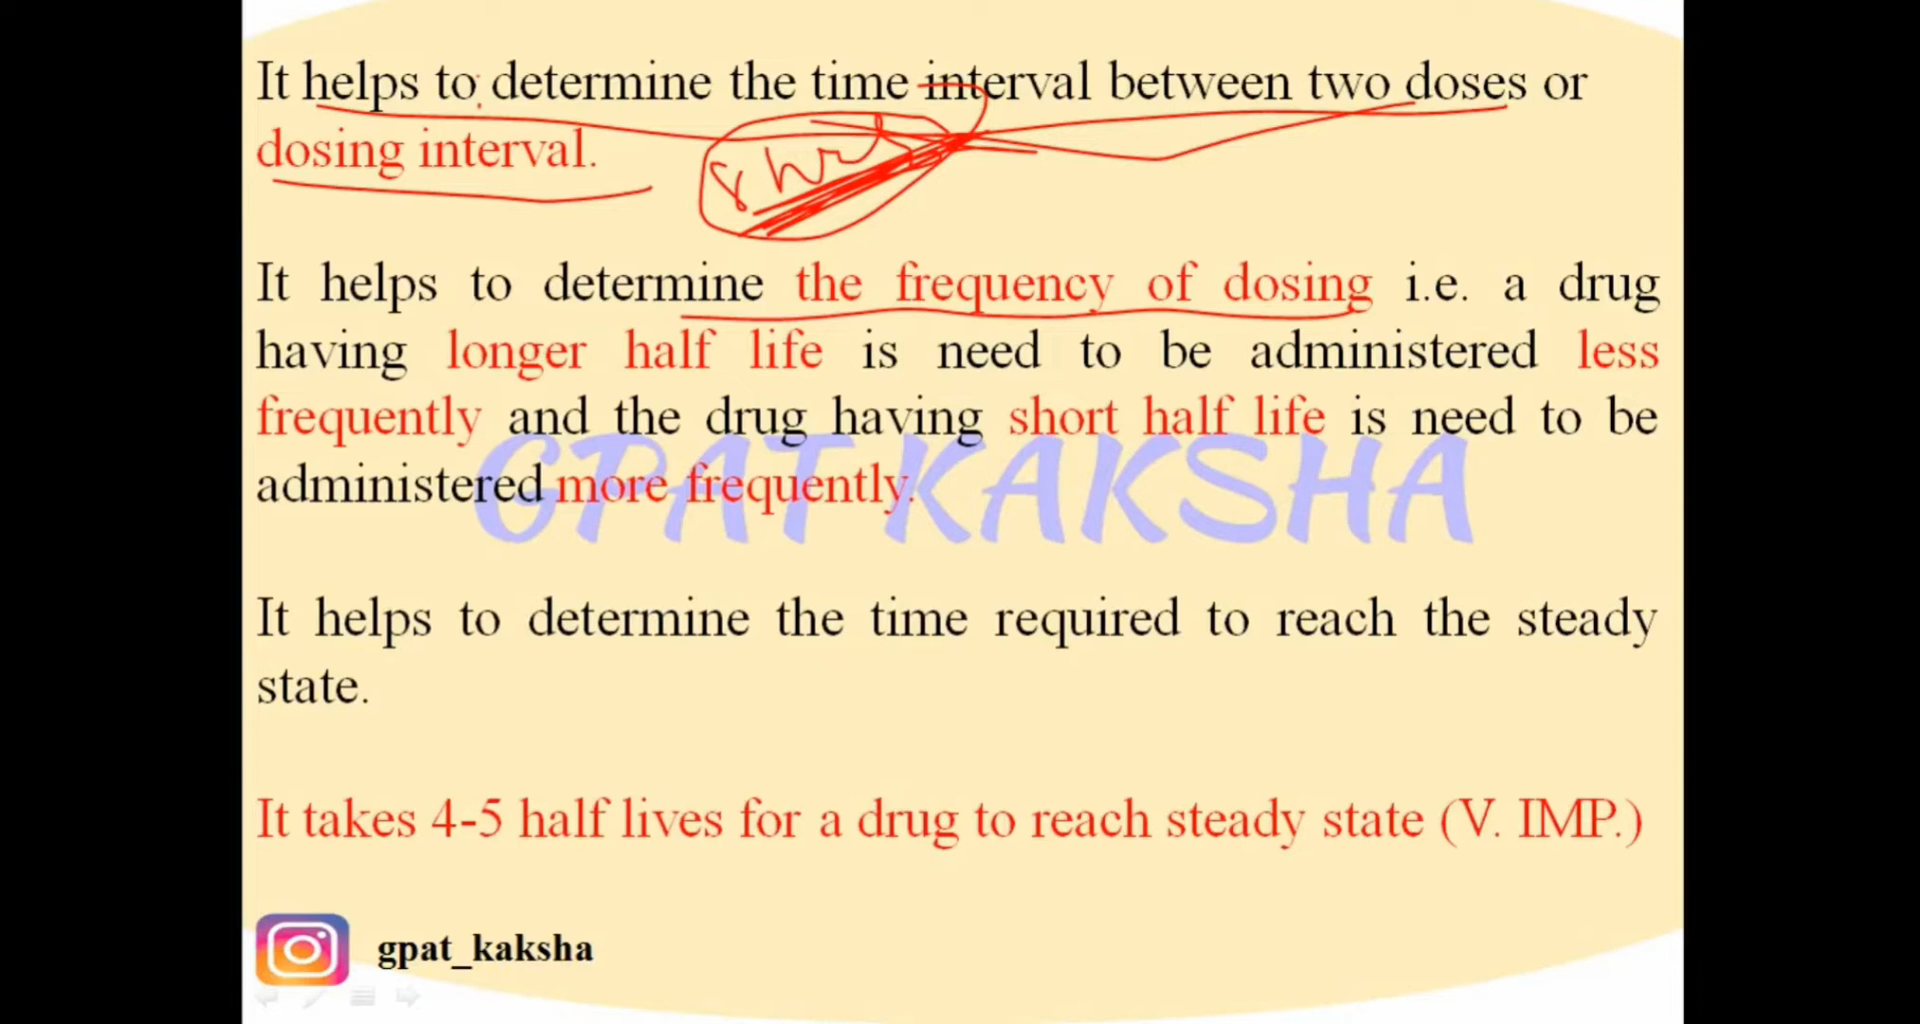 It helps to determine the time interval between two doses or
dosing interval.
8 hrs
It helps to determine the frequency of dosing i.e. a drug
having longer half life is need to be administered less
frequently and the drug having short half life is need to be
administered more frequently.
GPAT KAKSHA
It helps to determine the time required to reach the steady
state.
It takes 4-5 half lives for a drug to reach steady state (V. IMP.)
gpat_kaksha